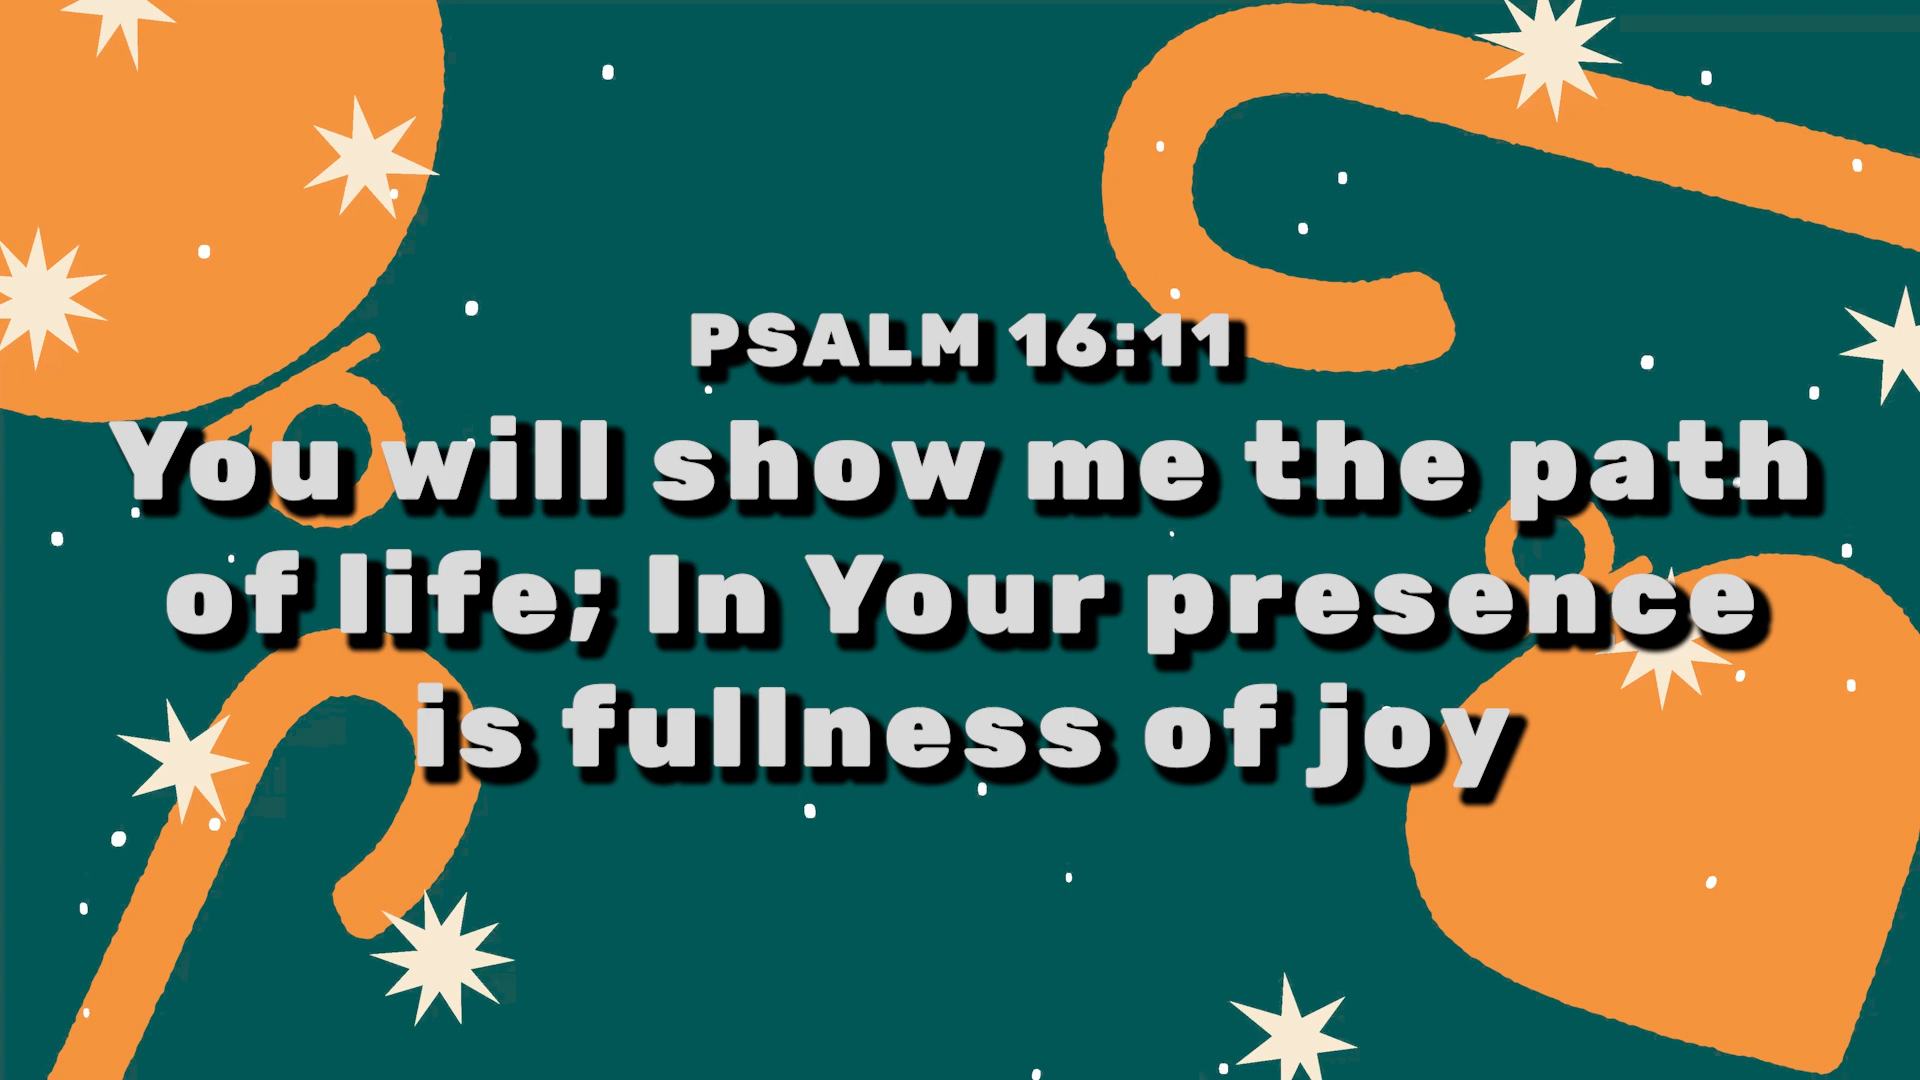 PSALM 16:11
You will show me the path
of life; In Your presence
is fullness of joy